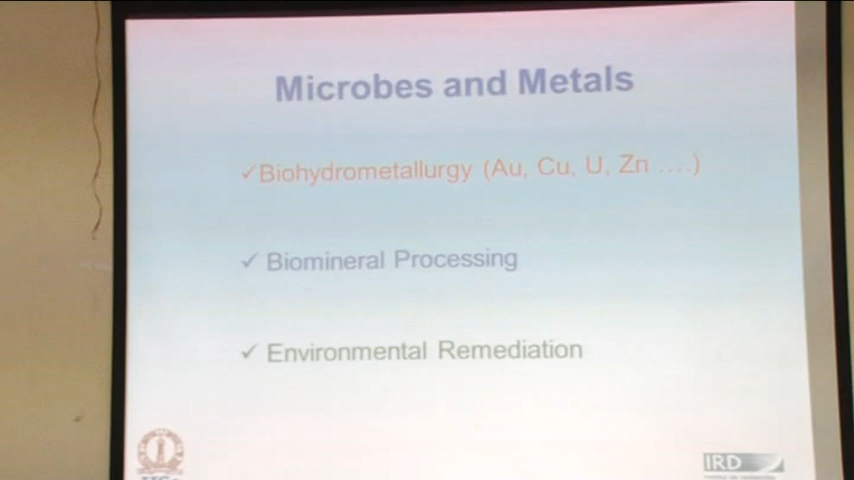 Microbes and Metals
✓Biohydrometallurgy (Au, Cu, U, Zn ....)
✓ Biomineral Processing
✓ Environmental Remediation
IRD